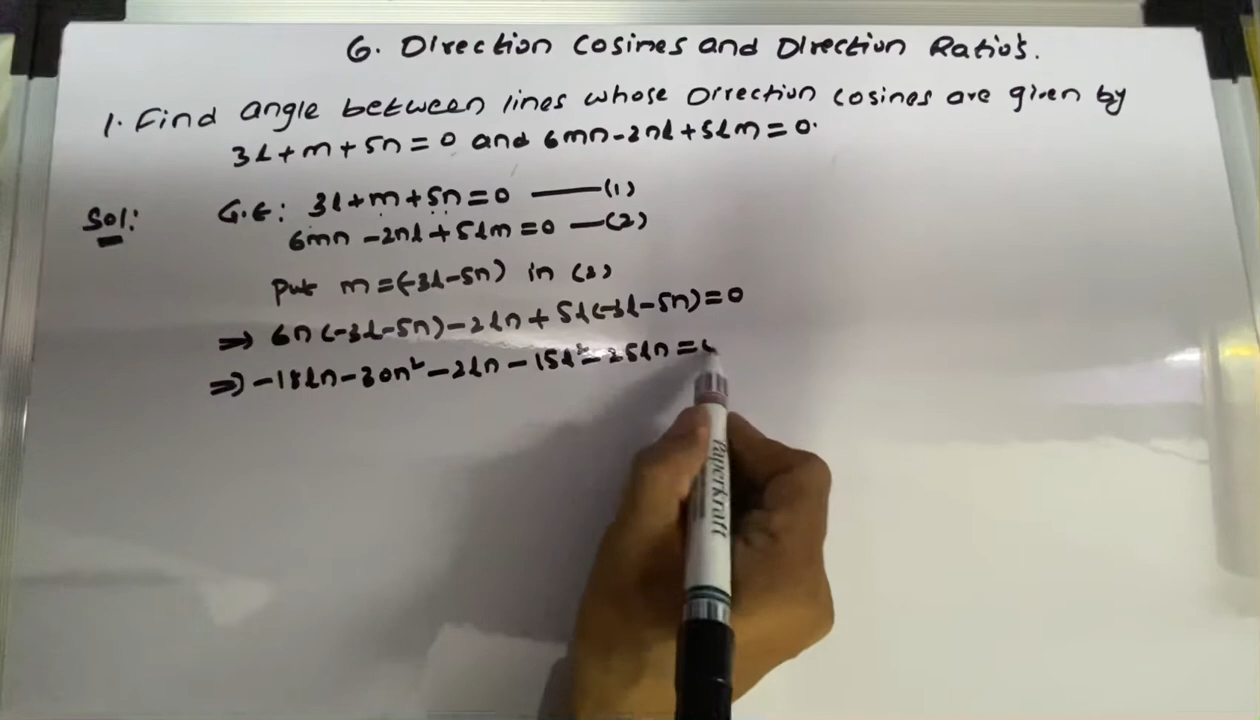 6. Direction Cosines and Direction Ratio's.
1. Find angle between lines whose Direction cosines are given by
3l+m+5n=0 and 6mn-2nl+5lm=0.
Sol: G.E: 3l+m+5n=0 —(1)
6mn-2nl+5lm=0 —(2)
put m=(-3l-5n) in (2)
⇒ 6n(-3l-5n)-2ln+5l(-3l-5n)=0
⇒ -18ln-30n²-2ln-15l²-25ln=
Paperkraft